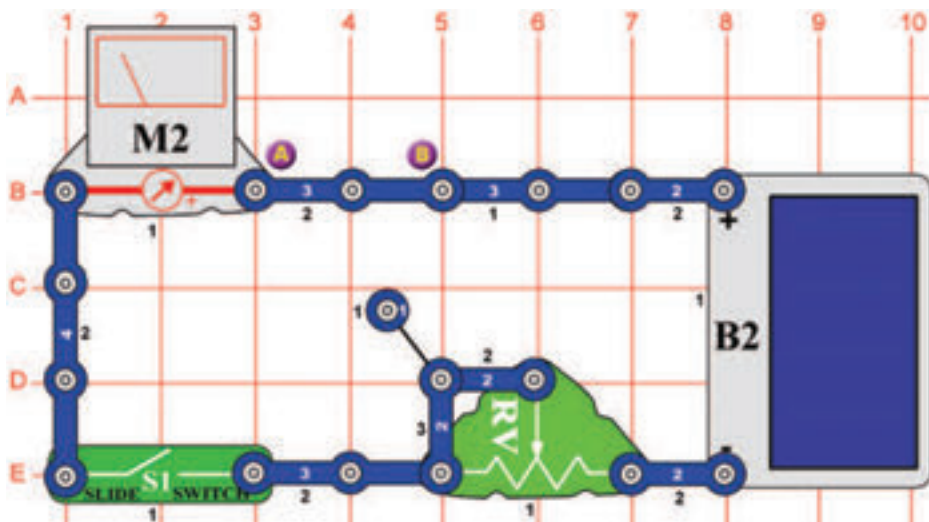 1 2 3 4 5 6 7 8 9 10
A
M2
A B
B + 3 3 2
2 1 2
1 +
C
1 1 1
4 2 B2
2
D 2
RV
3 2
-
E S1 3 2
SLIDE SWITCH 2 2
1 1